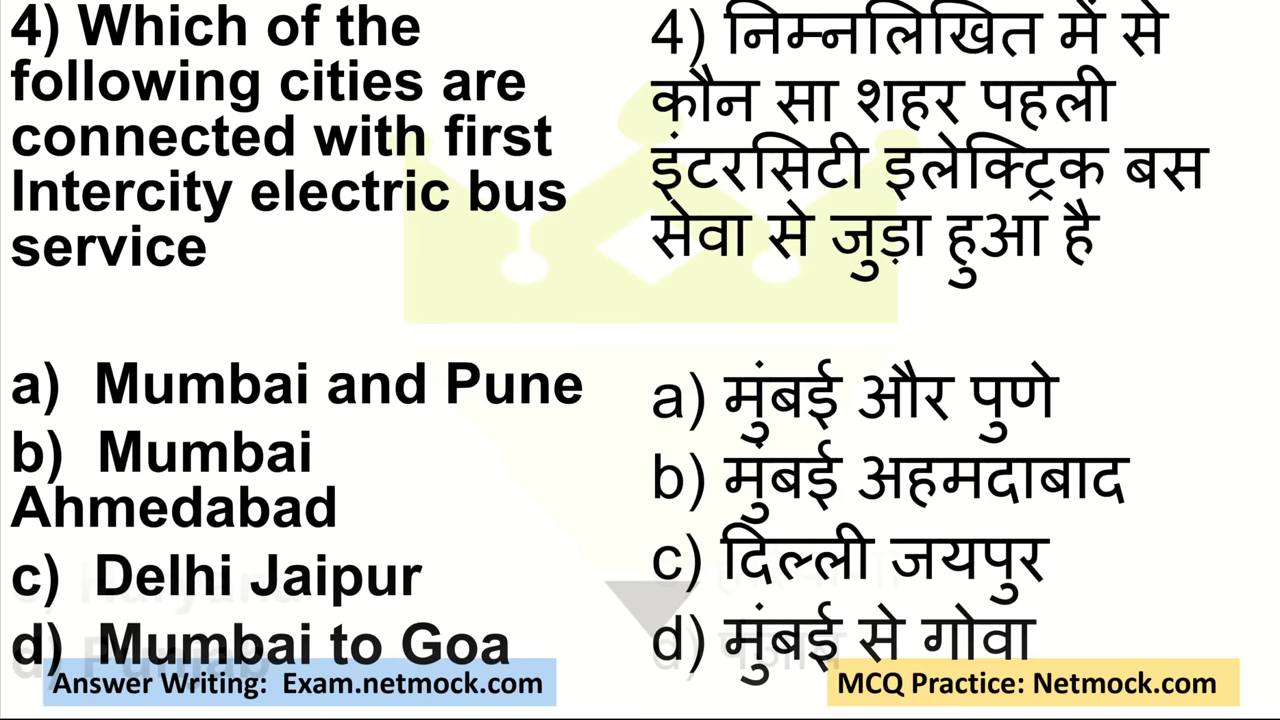 4) Which of the
following cities are
connected with first
Intercity electric bus
service
a) Mumbai and Pune
b) Mumbai
Ahmedabad
c) Delhi Jaipur
d) Mumbai to Goa
4) निम्नलिखित में से
कौन सा शहर पहली
इंटरसिटी इलेक्ट्रिक बस
सेवा से जुड़ा हुआ है
a) मुंबई और पुणे
b) मुंबई अहमदाबाद
c) दिल्ली जयपुर
d) मुंबई से गोवा
Answer Writing: Exam.netmock.com
MCQ Practice: Netmock.com